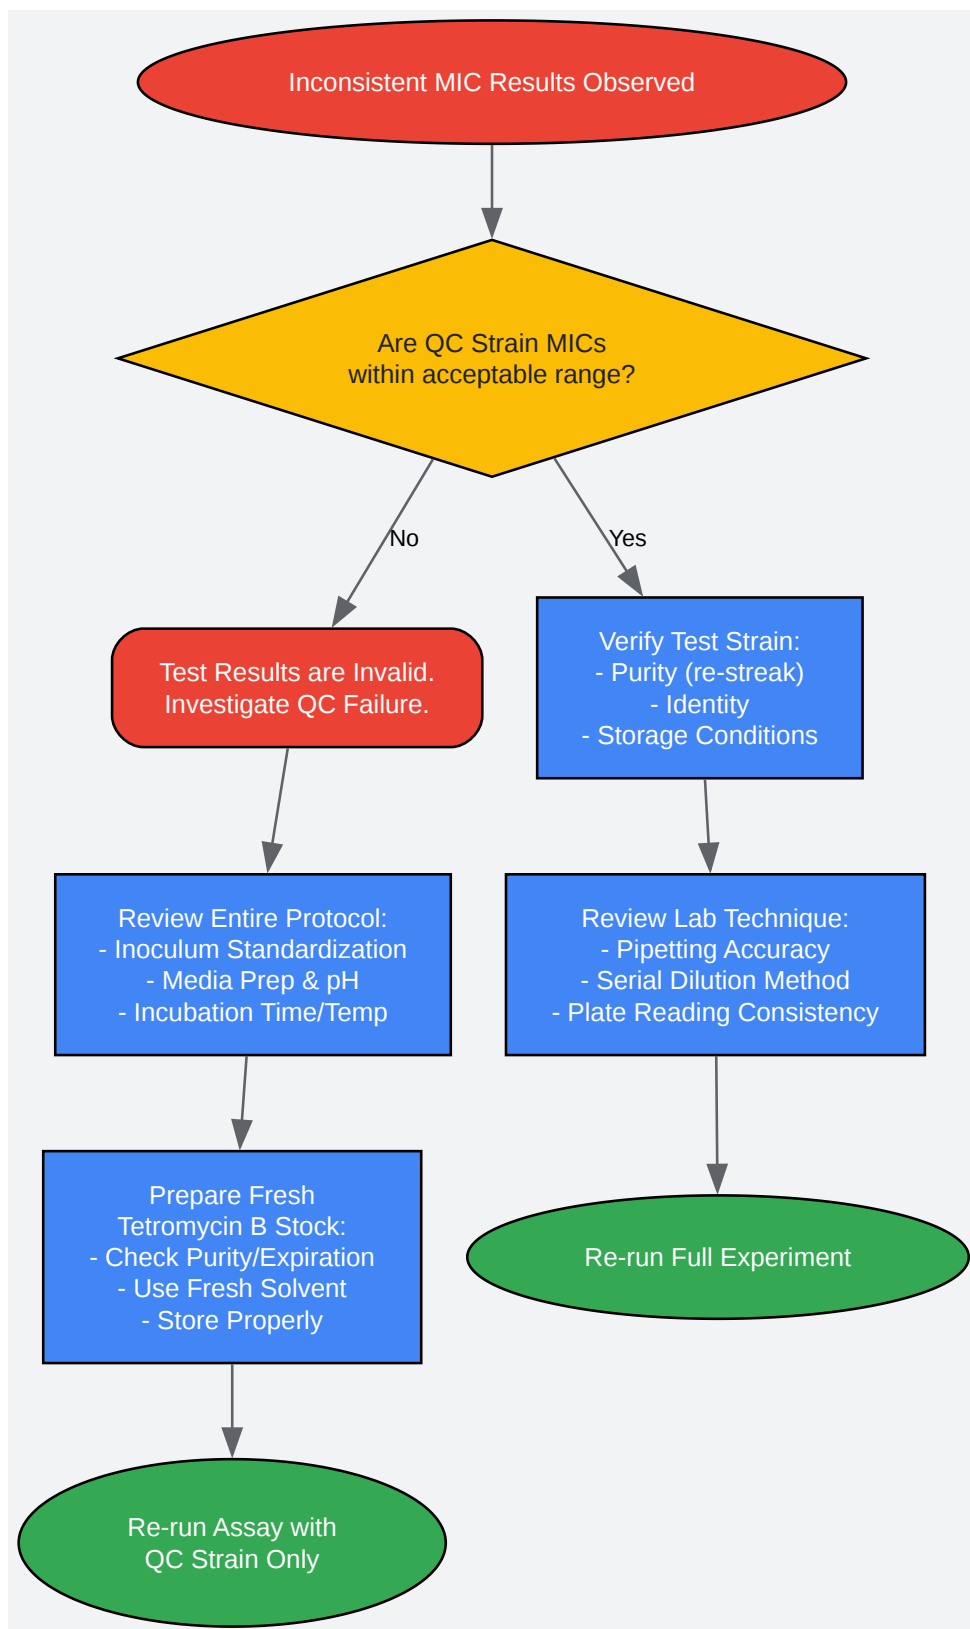 Inconsistent MIC Results Observed
Are QC Strain MICs
within acceptable range?
No
Yes
Test Results are Invalid.
Investigate QC Failure.
Verify Test Strain:
- Purity (re-streak)
- Identity
- Storage Conditions
Review Entire Protocol:
- Inoculum Standardization
- Media Prep & pH
- Incubation Time/Temp
Review Lab Technique:
- Pipetting Accuracy
- Serial Dilution Method
- Plate Reading Consistency
Prepare Fresh
Tetromycin B Stock:
- Check Purity/Expiration
- Use Fresh Solvent
- Store Properly
Re-run Full Experiment
Re-run Assay with
QC Strain Only